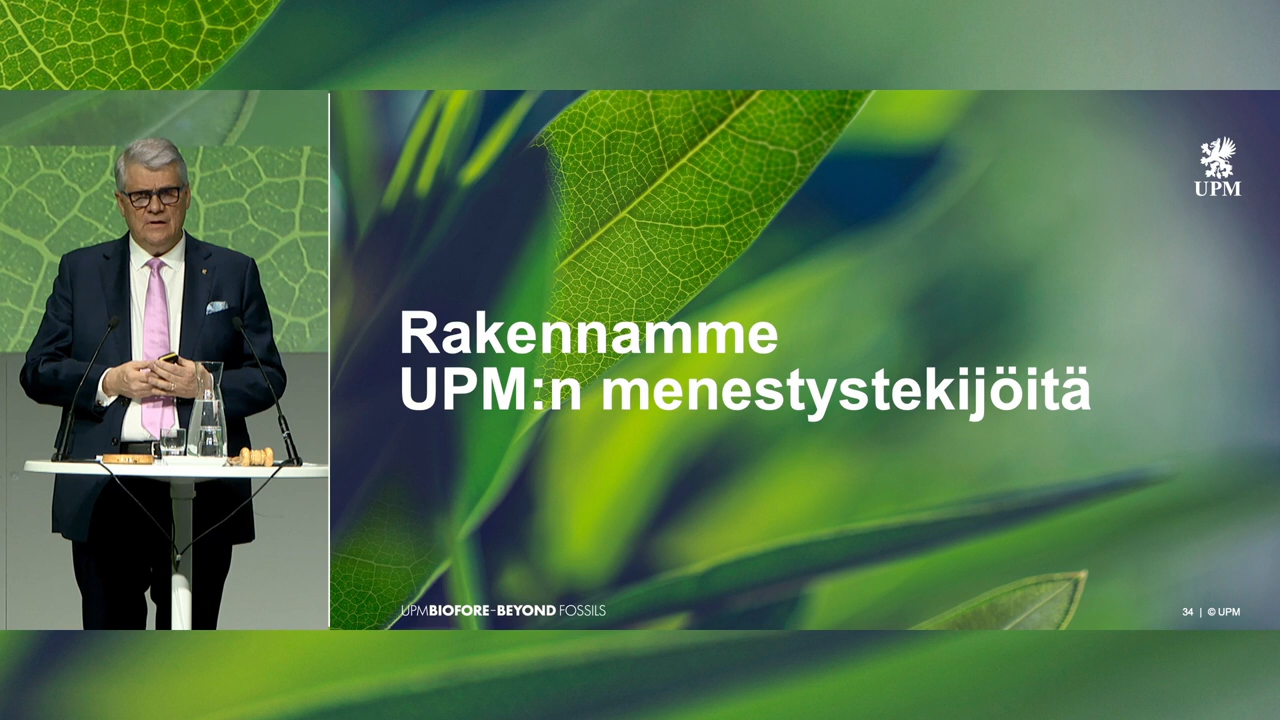 UPM
Rakennamme
UPM:n menestystekijöitä
UPMBIOFORE–BEYOND FOSSILS
34 | © UPM